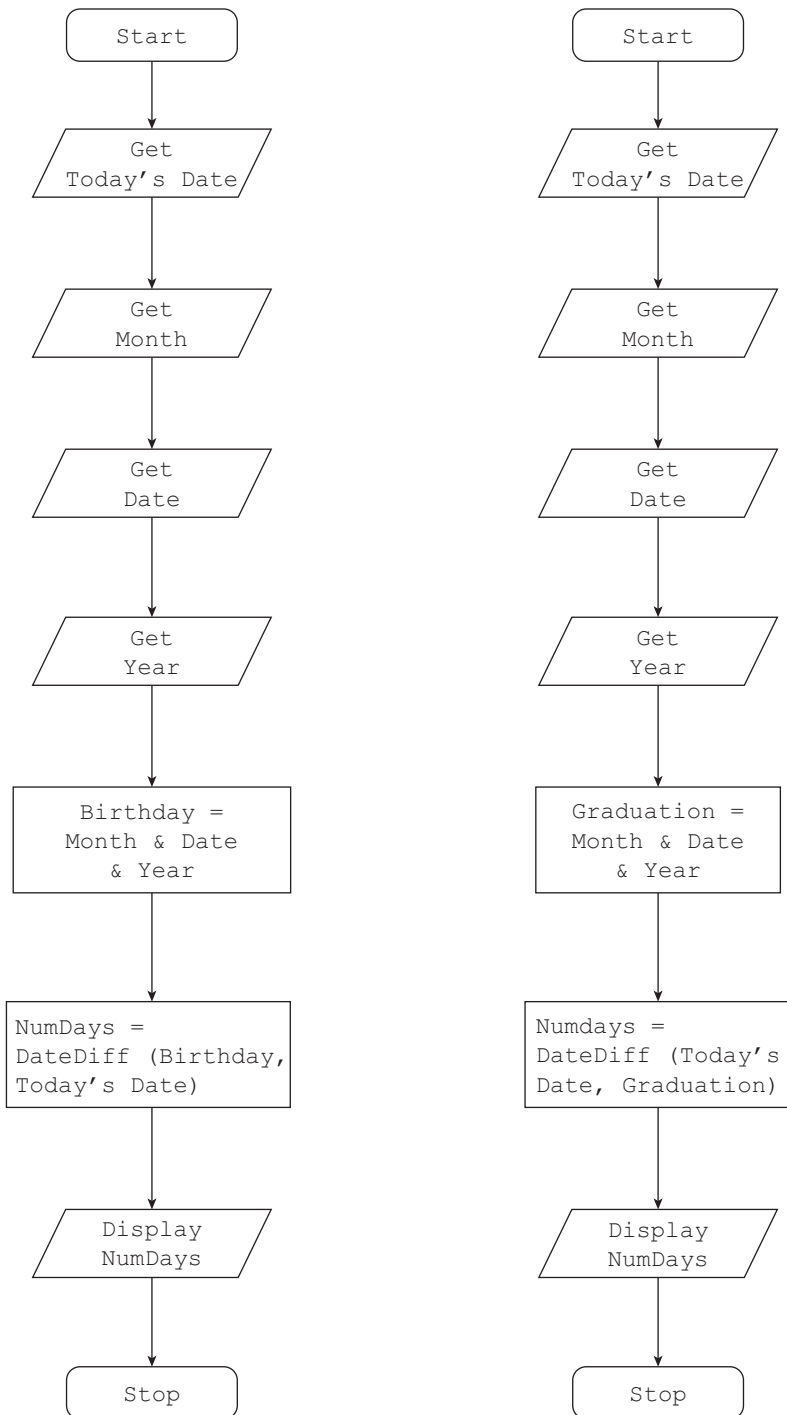 Start
Get
Today's Date
Get
Month
Get
Date
Get
Year
Birthday =
Month & Date
& Year
NumDays =
DateDiff (Birthday,
Today's Date)
Display
NumDays
Stop
Start
Get
Today's Date
Get
Month
Get
Date
Get
Year
Graduation =
Month & Date
& Year
Numdays =
DateDiff (Today's
Date, Graduation)
Display
NumDays
Stop